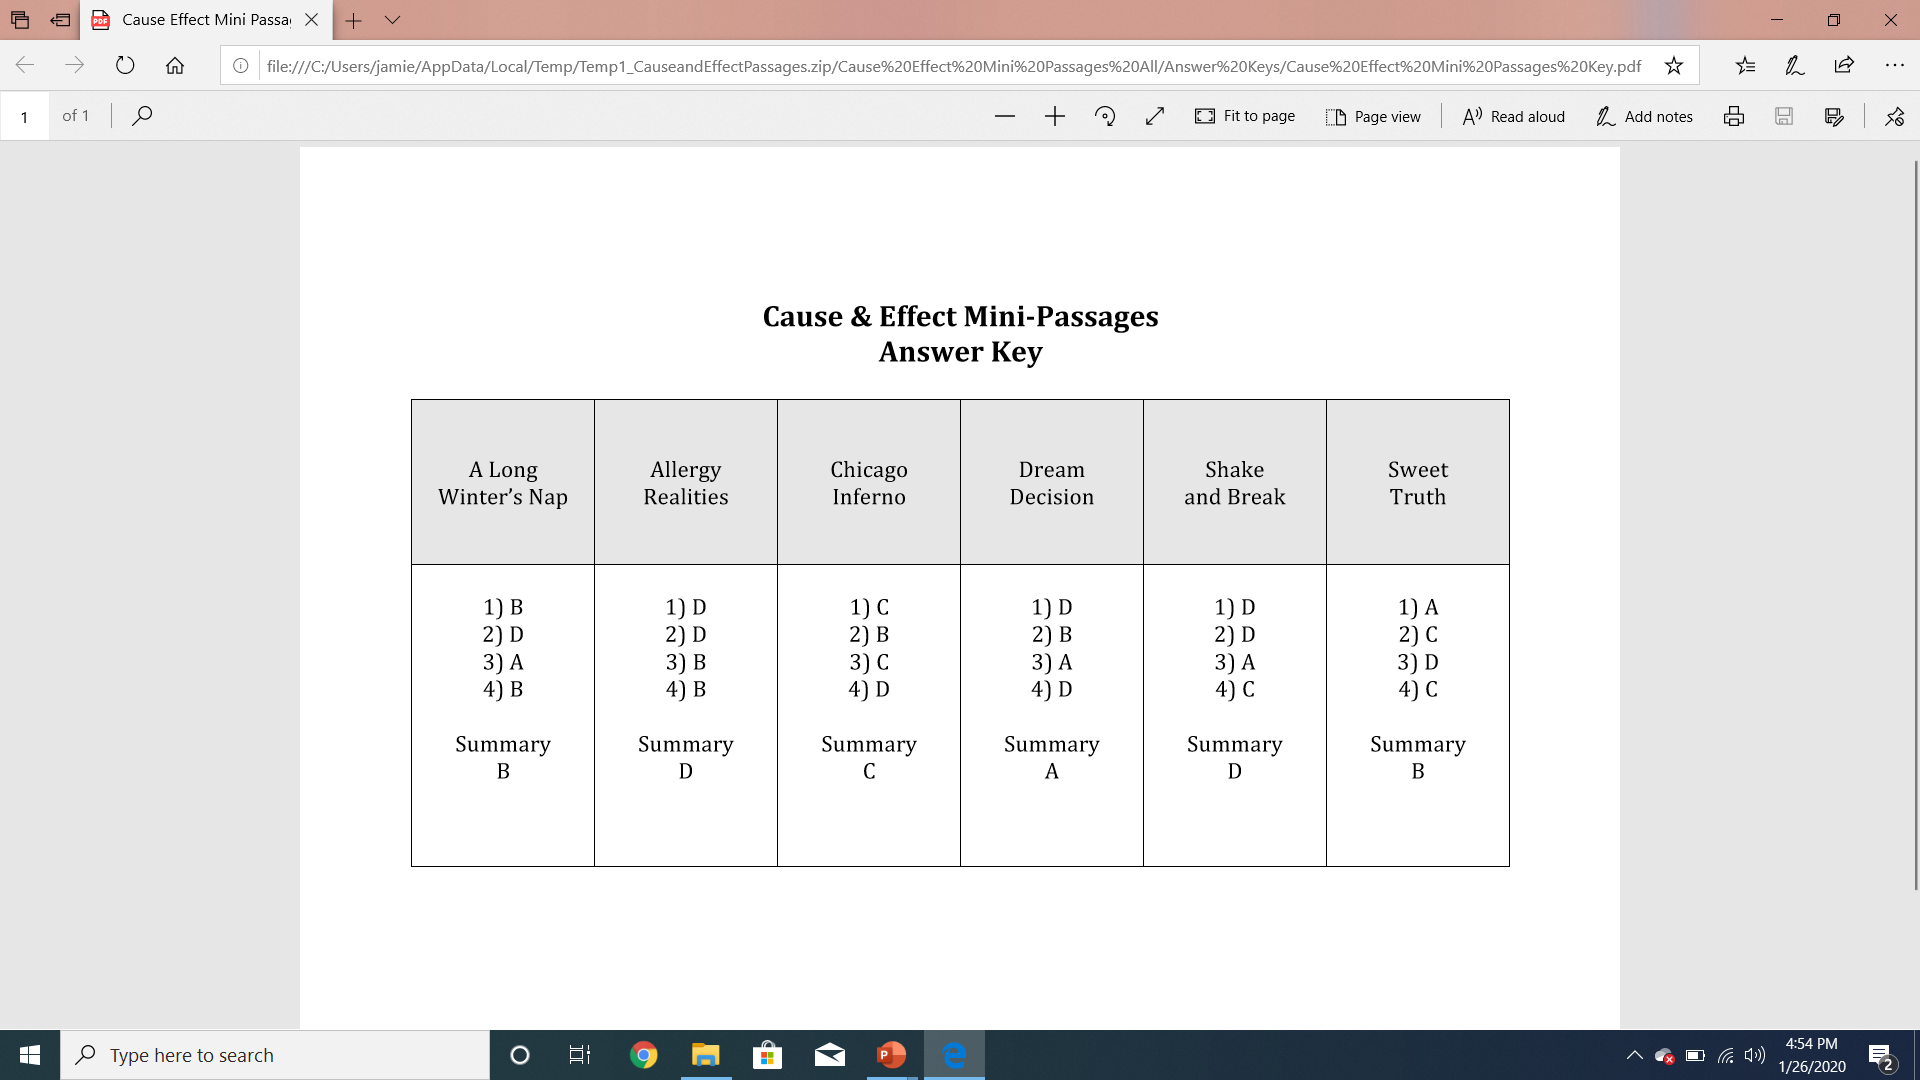 Cause Effect Mini Passa
file:///C:/Users/jamie/AppData/Local/Temp/Temp1_CauseandEffectPassages.zip/Cause%20Effect%20Mini%20Passages%20All/Answer%20Keys/Cause%20Effect%20Mini%20Passages%20Key.pdf
1 of 1 Fit to page Page view Read aloud Add notes
Cause & Effect Mini-Passages
Answer Key
A Long
Winter’s Nap
Allergy
Realities
Chicago
Inferno
Dream
Decision
Shake
and Break
Sweet
Truth
1) B
2) D
3) A
4) B
Summary
B
1) D
2) D
3) B
4) B
Summary
D
1) C
2) B
3) C
4) D
Summary
C
1) D
2) B
3) A
4) D
Summary
A
1) D
2) D
3) A
4) C
Summary
D
1) A
2) C
3) D
4) C
Summary
B
Type here to search
4:54 PM
1/26/2020
2